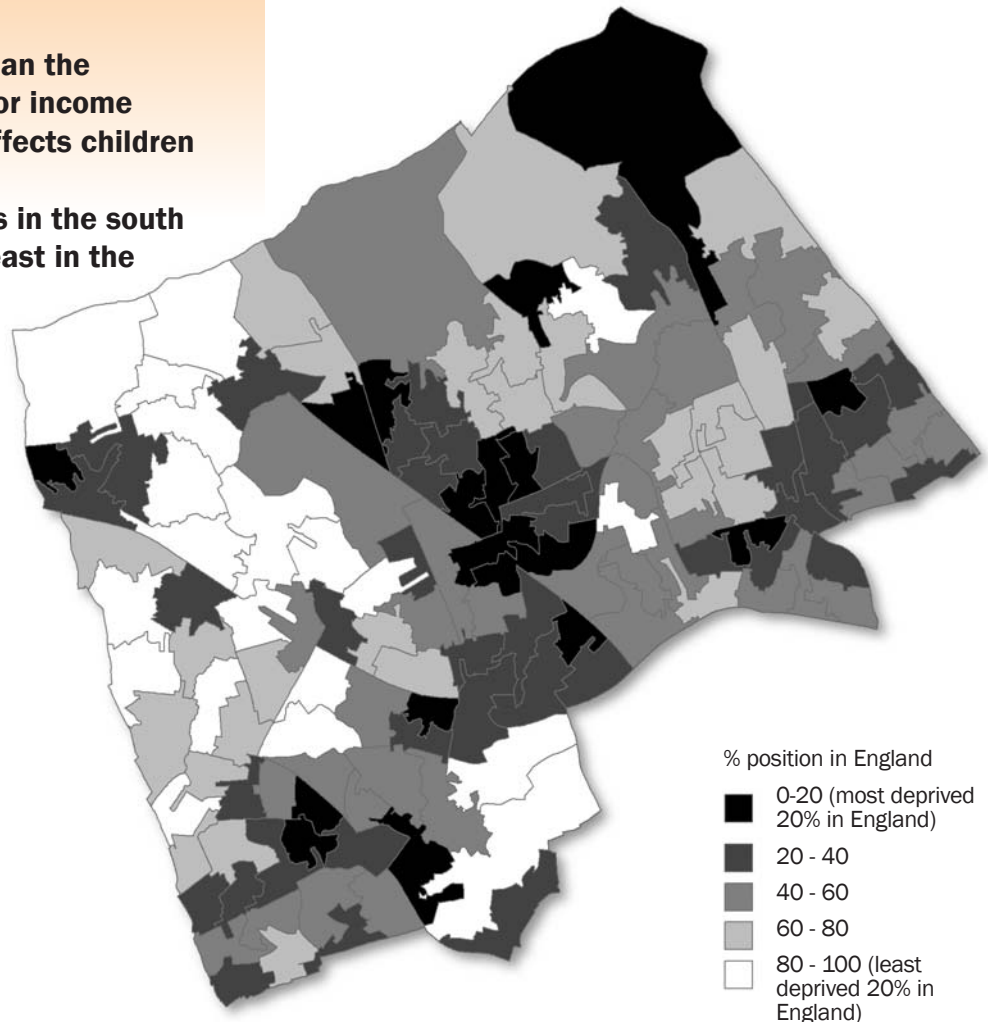 an the
or income
ffects children
s in the south
east in the
% position in England
0-20 (most deprived
20% in England)
20 - 40
40 - 60
60 - 80
80 - 100 (least
deprived 20% in
England)